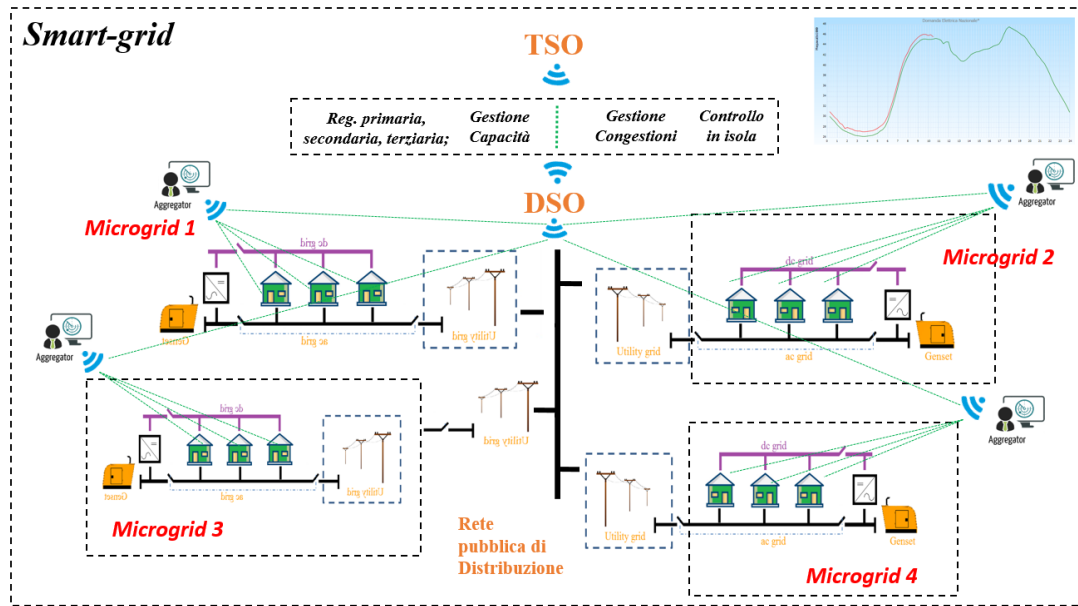 Smart-grid
TSO
Domanda Elettrica Nazionale*
Reg. primaria,
secondaria, terziaria;
Gestione
Capacità
Gestione
Congestioni
Controllo
in isola
DSO
Aggregator
Microgrid 1
dc grid
Genset
ac grid
Utility grid
Aggregator
Microgrid 2
dc grid
Utility grid
ac grid
Genset
Aggregator
dc grid
Genset
ac grid
Utility grid
Microgrid 3
Utility grid
Rete
pubblica di
Distribuzione
Aggregator
dc grid
Utility grid
ac grid
Genset
Microgrid 4